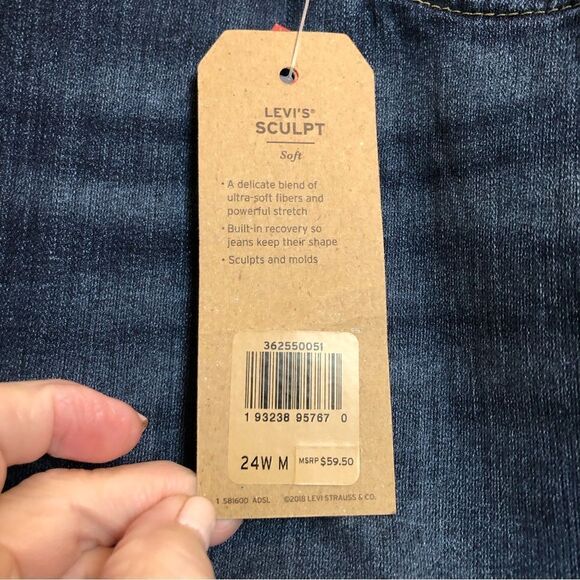 LEVI'S®
SCULPT
Soft
• A delicate blend of
ultra-soft fibers and
powerful stretch
• Built-in recovery so
jeans keep their shape
• Sculpts and molds
362550051
1 93238 95767 0
24W M MSRP $59.50
1 581600 ADSL ©2018 LEVI STRAUSS & CO.